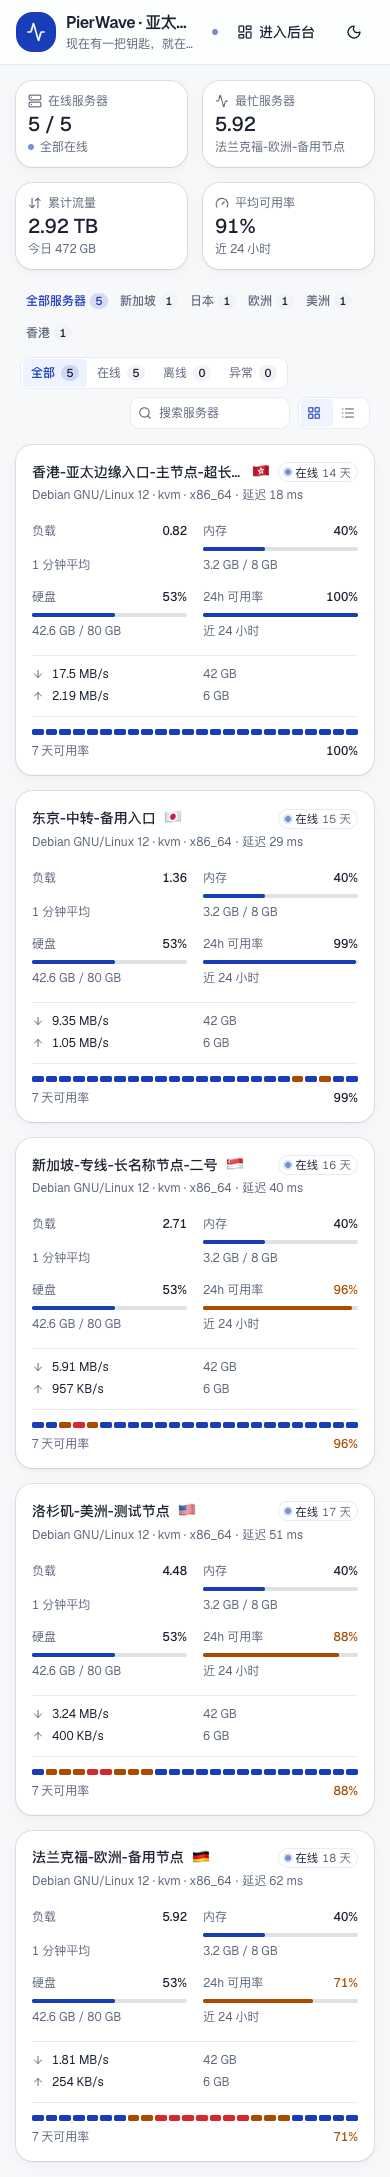 PierWave · 亚太...
现在有一把钥匙，就在...
进入后台
在线服务器
5 / 5
全部在线
最忙服务器
5.92
法兰克福-欧洲-备用节点
累计流量
2.92 TB
今日 472 GB
平均可用率
91%
近 24 小时
全部服务器 5 新加坡 1 日本 1 欧洲 1 美洲 1
香港 1
全部 5 在线 5 离线 0 异常 0
搜索服务器
香港-亚太边缘入口-主节点-超长... 在线 14 天
Debian GNU/Linux 12 · kvm · x86_64 · 延迟 18 ms
负载 0.82 内存 40%
1 分钟平均 3.2 GB / 8 GB
硬盘 53% 24h 可用率 100%
42.6 GB / 80 GB 近 24 小时
↓ 17.5 MB/s 42 GB
↑ 2.19 MB/s 6 GB
7 天可用率 100%
东京-中转-备用入口 在线 15 天
Debian GNU/Linux 12 · kvm · x86_64 · 延迟 29 ms
负载 1.36 内存 40%
1 分钟平均 3.2 GB / 8 GB
硬盘 53% 24h 可用率 99%
42.6 GB / 80 GB 近 24 小时
↓ 9.35 MB/s 42 GB
↑ 1.05 MB/s 6 GB
7 天可用率 99%
新加坡-专线-长名称节点-二号 在线 16 天
Debian GNU/Linux 12 · kvm · x86_64 · 延迟 40 ms
负载 2.71 内存 40%
1 分钟平均 3.2 GB / 8 GB
硬盘 53% 24h 可用率 96%
42.6 GB / 80 GB 近 24 小时
↓ 5.91 MB/s 42 GB
↑ 957 KB/s 6 GB
7 天可用率 96%
洛杉矶-美洲-测试节点 在线 17 天
Debian GNU/Linux 12 · kvm · x86_64 · 延迟 51 ms
负载 4.48 内存 40%
1 分钟平均 3.2 GB / 8 GB
硬盘 53% 24h 可用率 88%
42.6 GB / 80 GB 近 24 小时
↓ 3.24 MB/s 42 GB
↑ 400 KB/s 6 GB
7 天可用率 88%
法兰克福-欧洲-备用节点 在线 18 天
Debian GNU/Linux 12 · kvm · x86_64 · 延迟 62 ms
负载 5.92 内存 40%
1 分钟平均 3.2 GB / 8 GB
硬盘 53% 24h 可用率 71%
42.6 GB / 80 GB 近 24 小时
↓ 1.81 MB/s 42 GB
↑ 254 KB/s 6 GB
7 天可用率 71%